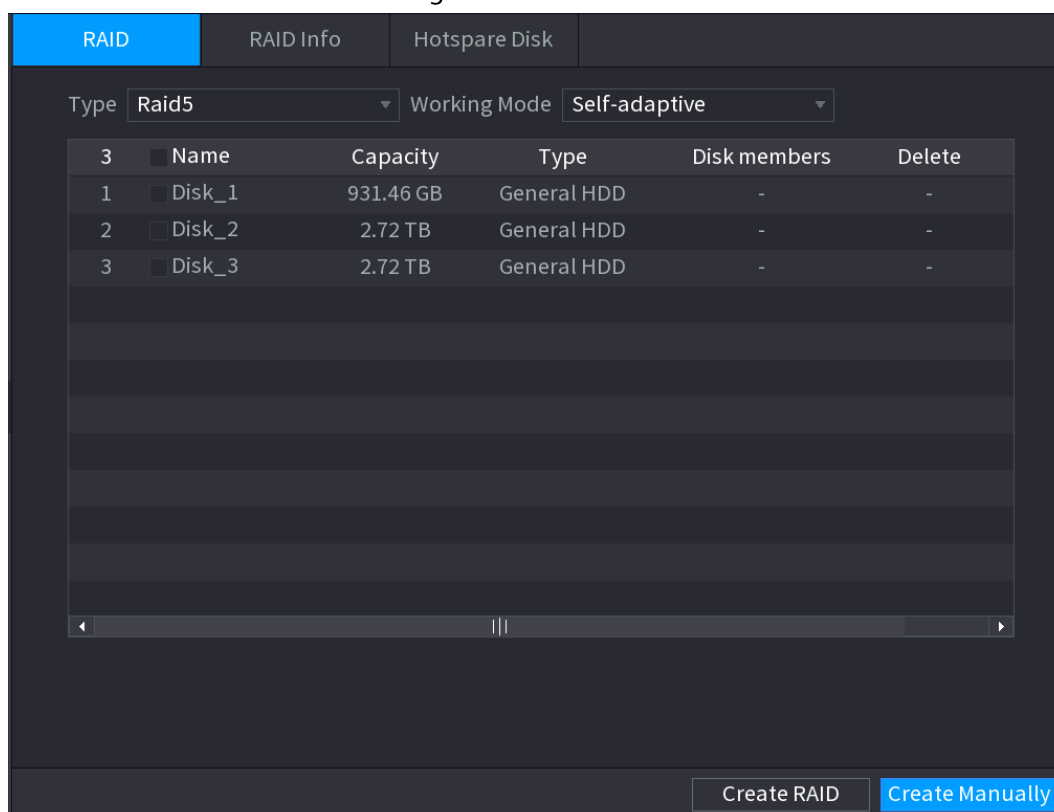 RAID RAID Info Hotspare Disk
Type Raid5 Working Mode Self-adaptive
3 Name Capacity Type Disk members Delete
1 Disk_1 931.46 GB General HDD - -
2 Disk_2 2.72 TB General HDD - -
3 Disk_3 2.72 TB General HDD - -
Create RAID Create Manually